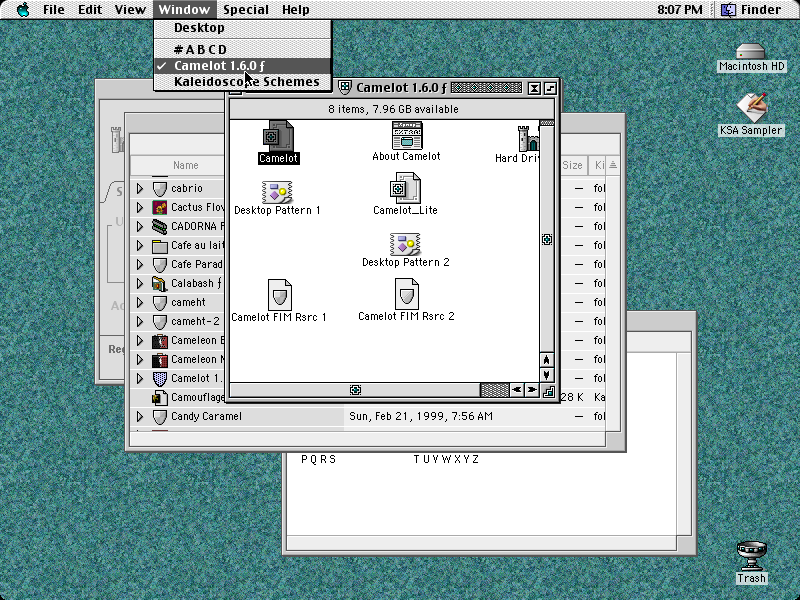 File Edit View Window Special Help 8:07 PM Finder
Desktop
#ABCD
✓ Camelot 1.6.0 ƒ
Kaleidoscope Schemes
Camelot 1.6.0 ƒ
8 items, 7.96 GB available
Camelot
About Camelot
Hard Dri
Desktop Pattern 1
Camelot_Lite
Desktop Pattern 2
Camelot FIM Rsrc 1
Camelot FIM Rsrc 2
Name Size Ki
cabrio — fol
Cactus Flov — fol
CADORNA F — fol
Cafe au lait — fol
Cafe Parad — fol
Calabash ƒ — fol
cameht — fol
cameht-2 — fol
Cameleon E — fol
Cameleon N — fol
Camelot 1. — fol
Camouflage 28 K Ka
Candy Caramel Sun, Feb 21, 1999, 7:56 AM — fol
S
U
Ac
Reg
PQRS TUVWXYZ
Macintosh HD
KSA Sampler
Trash